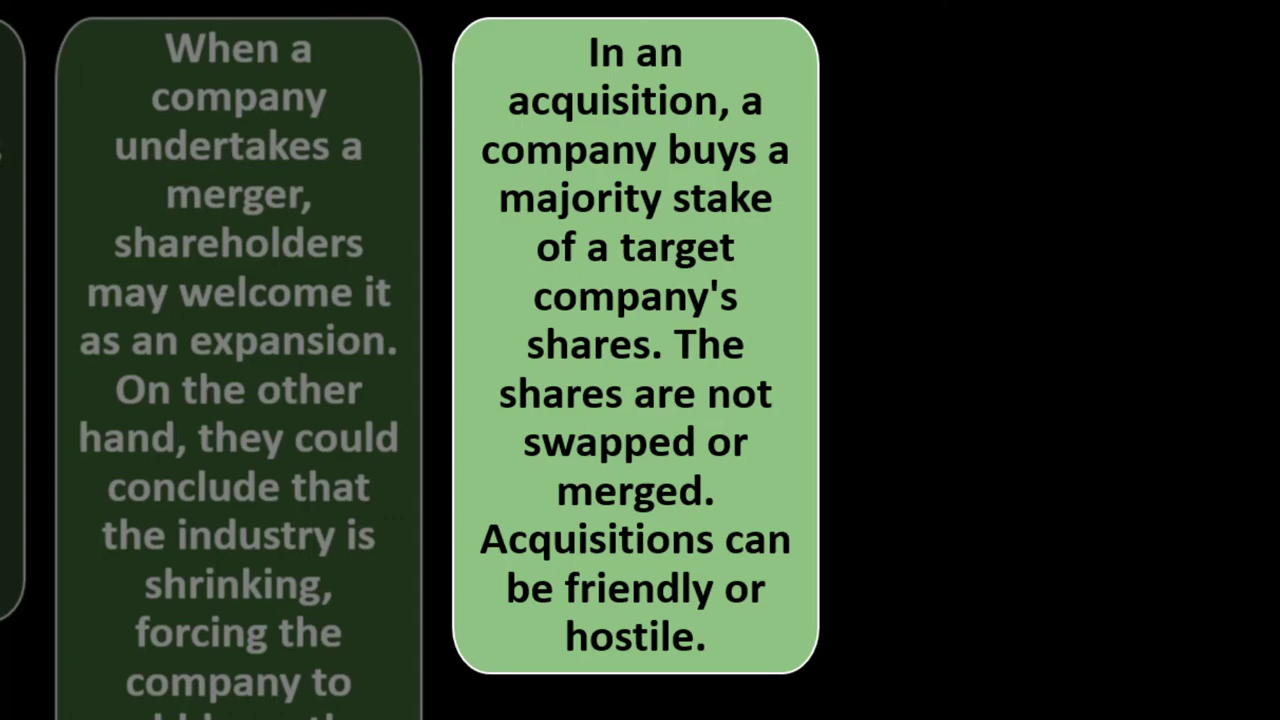 When a
company
undertakes a
merger,
shareholders
may welcome it
as an expansion.
On the other
hand, they could
conclude that
the industry is
shrinking,
forcing the
company to
In an
acquisition, a
company buys a
majority stake
of a target
company's
shares. The
shares are not
swapped or
merged.
Acquisitions can
be friendly or
hostile.